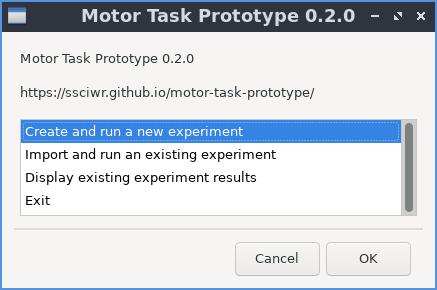 Motor Task Prototype 0.2.0
Motor Task Prototype 0.2.0
https://ssciwr.github.io/motor-task-prototype/
Create and run a new experiment
Import and run an existing experiment
Display existing experiment results
Exit
Cancel OK